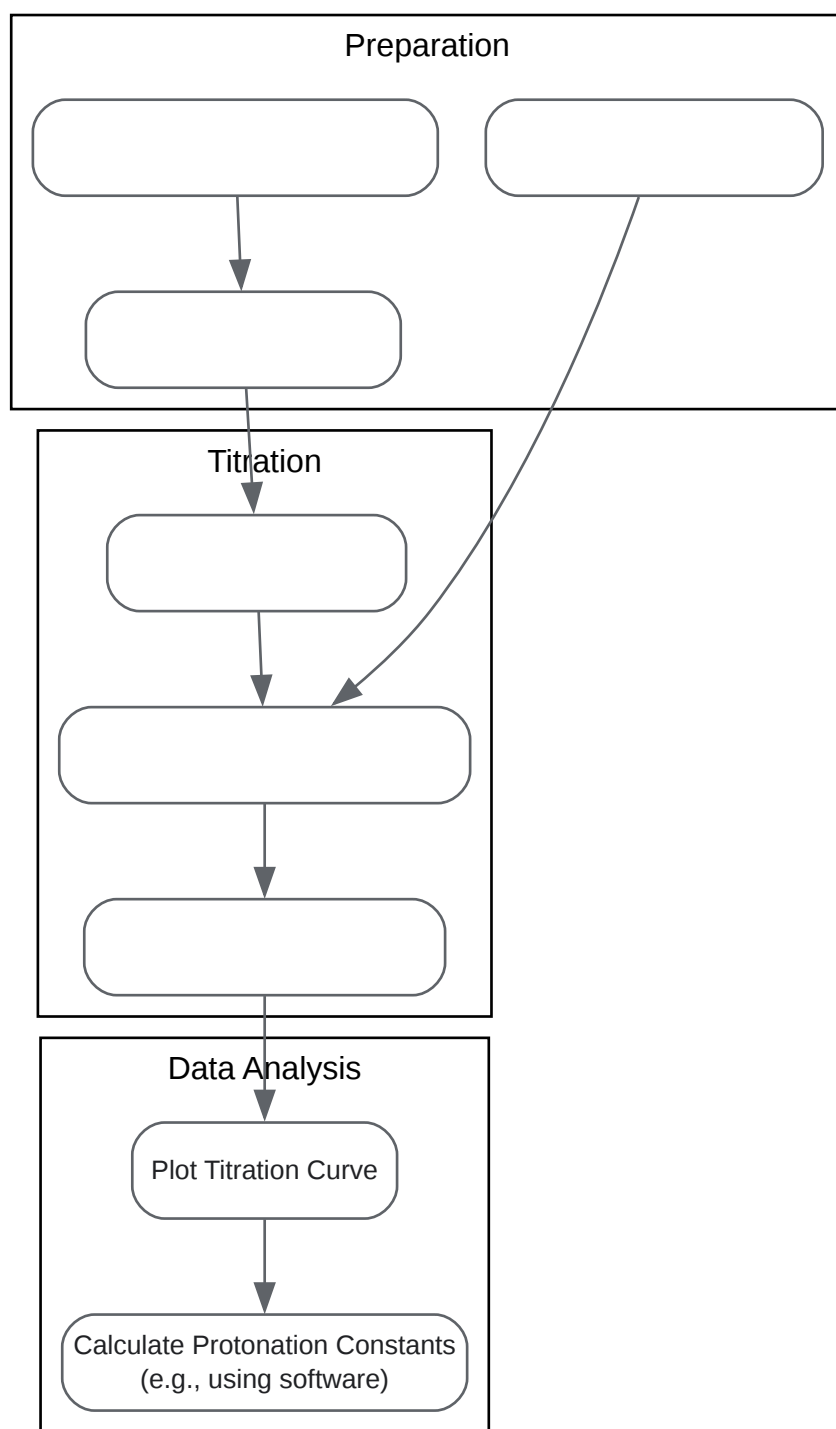 Preparation
Titration
Data Analysis
Plot Titration Curve
Calculate Protonation Constants
(e.g., using software)